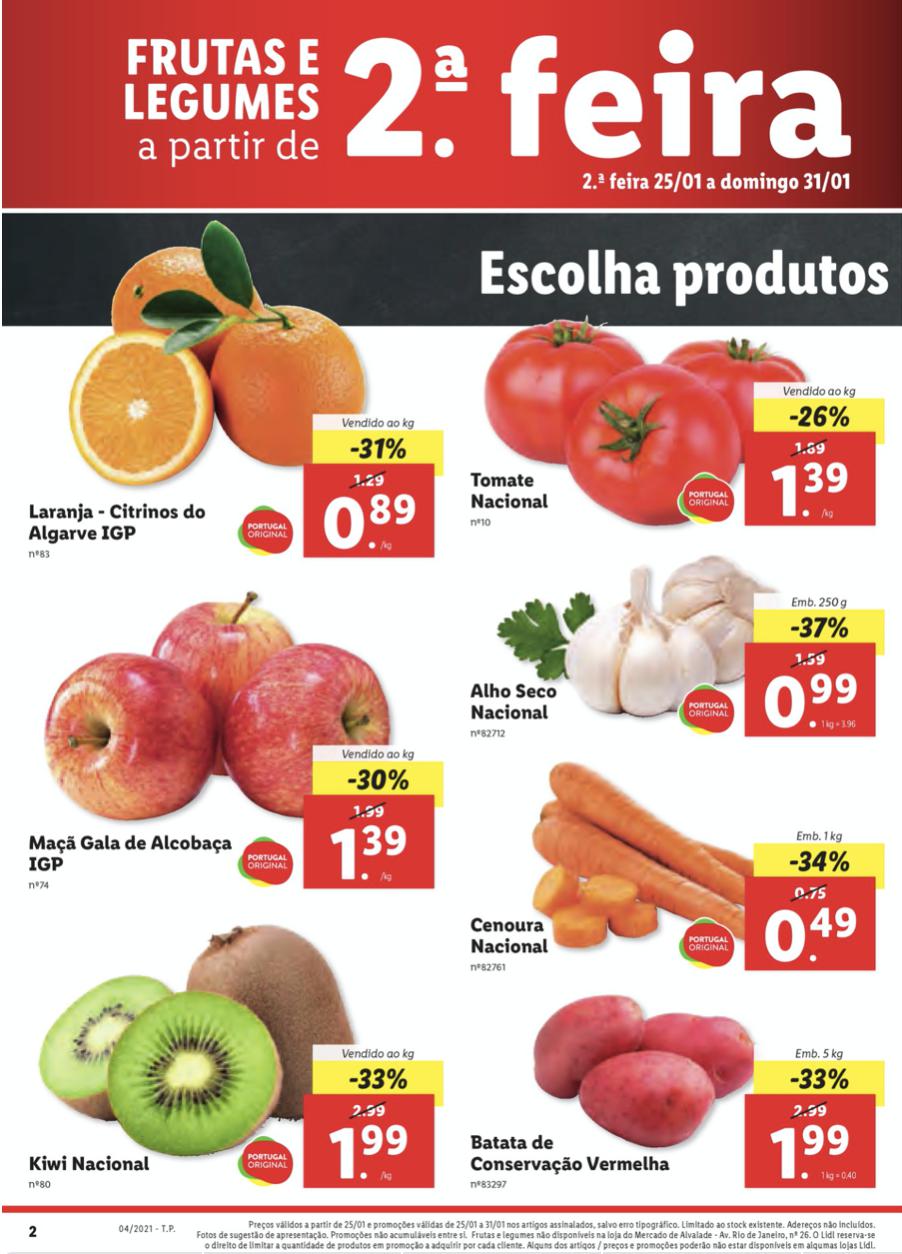 FRUTAS E
LEGUMES
a partir de
2.ª feira
2.ª feira 25/01 a domingo 31/01
Escolha produtos
Vendido ao kg
-31%
1.29
0.89
/kg
Laranja - Citrinos do
Algarve IGP
nº83
PORTUGAL
ORIGINAL
Vendido ao kg
-26%
1.89
1.39
/kg
Tomate
Nacional
nº10
PORTUGAL
ORIGINAL
Vendido ao kg
-30%
1.99
1.39
/kg
Maçã Gala de Alcobaça
IGP
nº74
PORTUGAL
ORIGINAL
Emb. 250 g
-37%
1.59
0.99
1 kg = 3.96
Alho Seco
Nacional
nº82712
PORTUGAL
ORIGINAL
Emb. 1 kg
-34%
0.75
0.49
Cenoura
Nacional
nº82761
PORTUGAL
ORIGINAL
Vendido ao kg
-33%
2.99
1.99
/kg
Kiwi Nacional
nº80
PORTUGAL
ORIGINAL
Emb. 5 kg
-33%
2.99
1.99
1 kg = 0,40
Batata de
Conservação Vermelha
nº83297
2
04/2021 - T.P.
Preços válidos a partir de 25/01 e promoções válidas de 25/01 a 31/01 nos artigos assinalados, salvo erro tipográfico. Limitado ao stock existente. Adereços não incluídos.
Fotos de sugestão de apresentação. Promoções não acumuláveis entre si. Frutas e legumes não disponíveis na loja do Mercado de Alvalade - Av. Rio de Janeiro, nº 26. O Lidl reserva-se
o direito de limitar a quantidade de produtos em promoção a adquirir por cada cliente. Alguns dos artigos / preços e promoções poderão não estar disponíveis em algumas lojas Lidl.